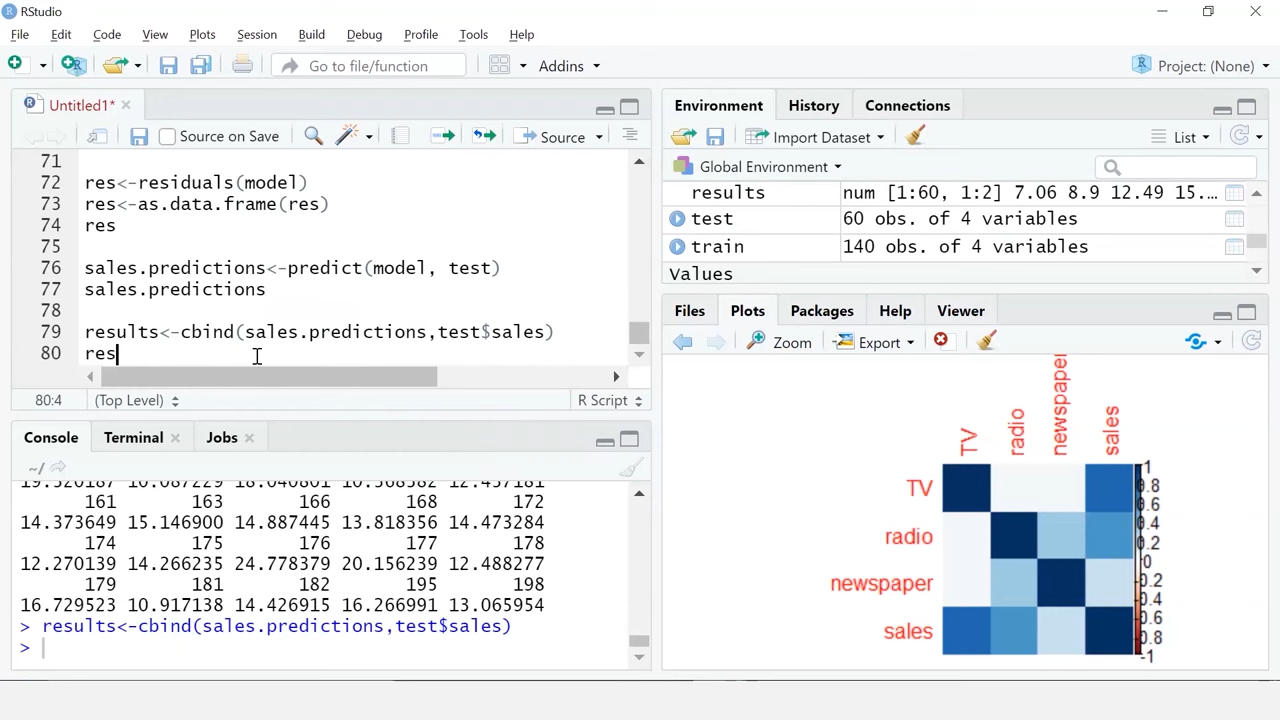 RStudio
File Edit Code View Plots Session Build Debug Profile Tools Help
Go to file/function Addins Project: (None)
Untitled1*
Source on Save Source
71
72 res<-residuals(model)
73 res<-as.data.frame(res)
74 res
75
76 sales.predictions<-predict(model, test)
77 sales.predictions
78
79 results<-cbind(sales.predictions,test$sales)
80 res
80:4 (Top Level) R Script
Console Terminal Jobs
~/
161 163 166 168 172
14.373649 15.146900 14.887445 13.818356 14.473284
174 175 176 177 178
12.270139 14.266235 24.778379 20.156239 12.488277
179 181 182 195 198
16.729523 10.917138 14.426915 16.266991 13.065954
> results<-cbind(sales.predictions,test$sales)
>
Environment History Connections
Import Dataset List
Global Environment
results num [1:60, 1:2] 7.06 8.9 12.49 15....
test 60 obs. of 4 variables
train 140 obs. of 4 variables
Values
Files Plots Packages Help Viewer
Zoom Export
TV radio newspaper sales
TV
radio
newspaper
sales
1
0.8
0.6
0.4
0.2
0
-0.2
-0.4
-0.6
-0.8
-1